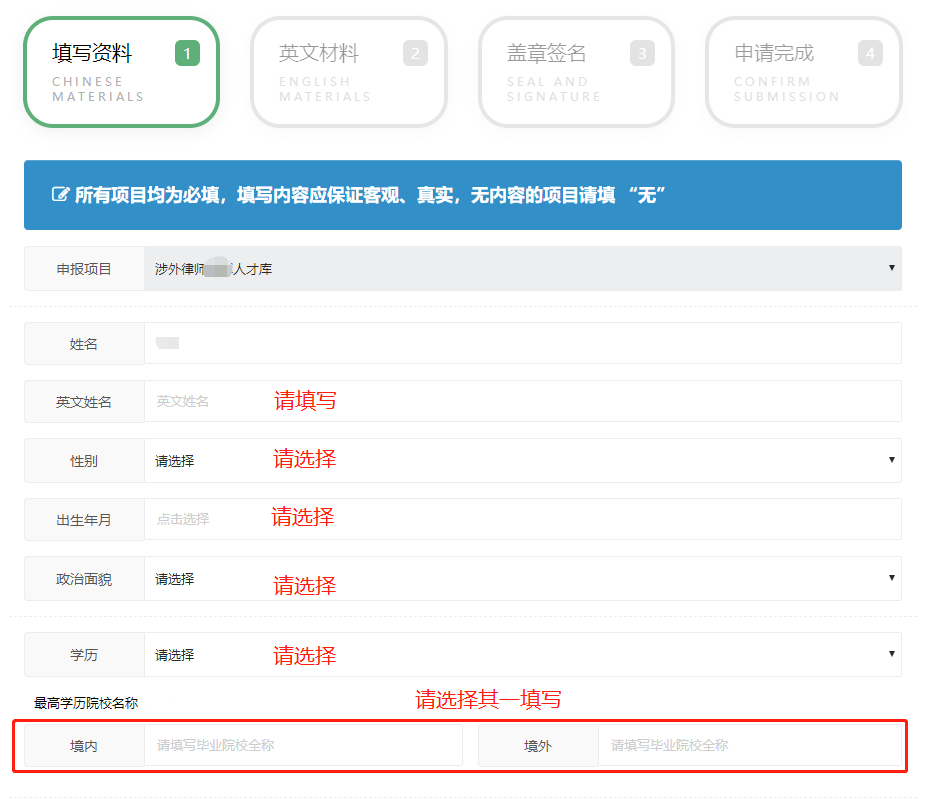 填写资料 1
CHINESE
MATERIALS
英文材料 2
ENGLISH
MATERIALS
盖章签名 3
SEAL AND
SIGNATURE
申请完成 4
CONFIRM
SUBMISSION
所有项目均为必填，填写内容应保证客观、真实，无内容的项目请填 “无”
申报项目 涉外律师 人才库
姓名
英文姓名 英文姓名 请填写
性别 请选择 请选择
出生年月 点击选择 请选择
政治面貌 请选择 请选择
学历 请选择 请选择
最高学历院校名称 请选择其一填写
境内 请填写毕业院校全称 境外 请填写毕业院校全称